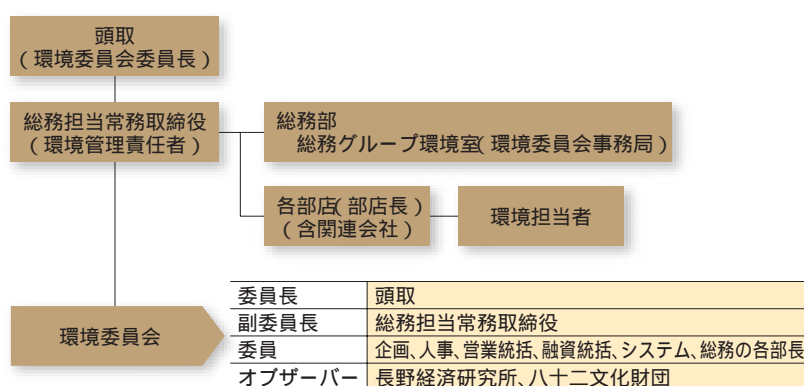 頭取
(環境委員会委員長)
総務担当常務取締役
(環境管理責任者)
総務部
総務グループ環境室(環境委員会事務局)
各部店(部店長)
(含関連会社)
環境担当者
環境委員会
委員長 頭取
副委員長 総務担当常務取締役
委員 企画、人事、営業統括、融資統括、システム、総務の各部長
オブザーバー 長野経済研究所、八十二文化財団